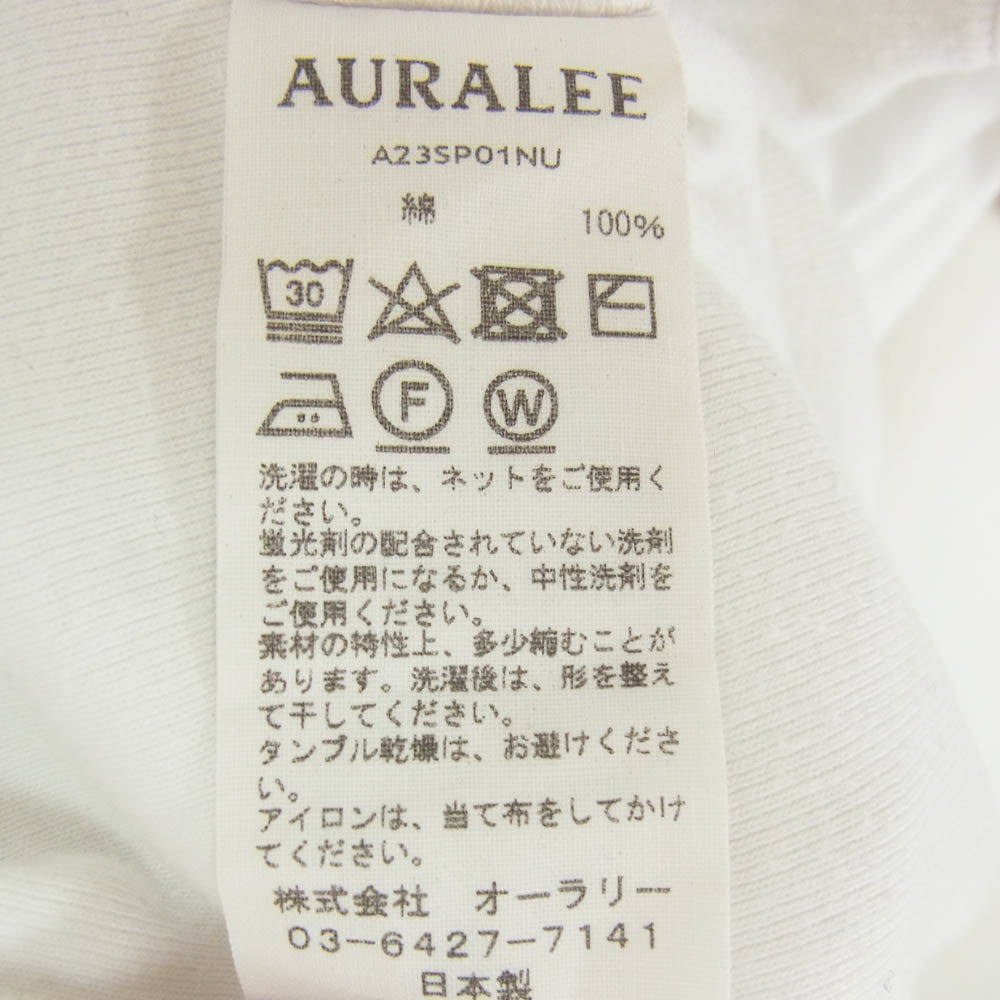 AURALEE
A23SP01NU
綿 100%
30
F W
洗濯の時は、ネットをご使用く
ださい。
蛍光剤の配合されていない洗剤
をご使用になるか、中性洗剤を
ご使用ください。
素材の特性上、多少縮むことが
あります。洗濯後は、形を整え
て干してください。
タンブル乾燥は、お避けくださ
い。
アイロンは、当て布をしてかけ
てください。
株式会社 オーラリー
03-6427-7141
日本製